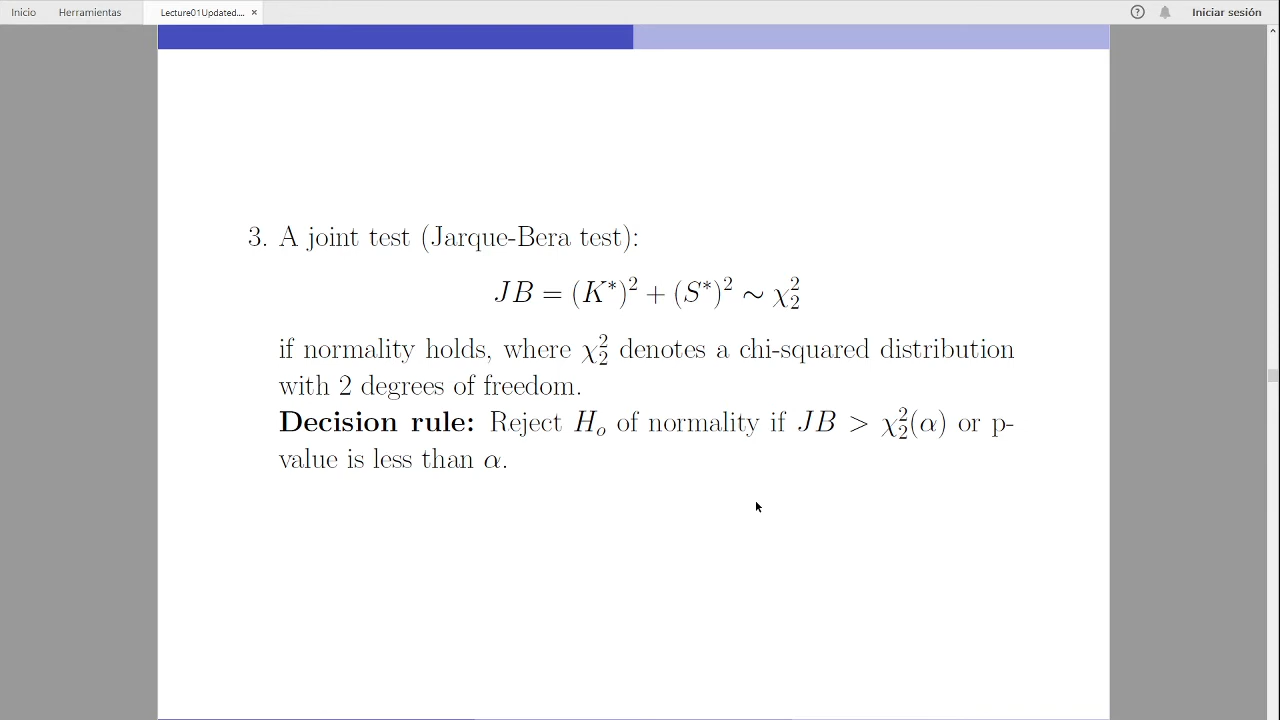 Inicio Herramientas Lecture01Updated.... × ? Iniciar sesión
3. A joint test (Jarque-Bera test):
JB = (K*)² + (S*)² ∼ χ²₂
if normality holds, where χ²₂ denotes a chi-squared distribution
with 2 degrees of freedom.
Decision rule: Reject Hₒ of normality if JB > χ²₂(α) or p-
value is less than α.